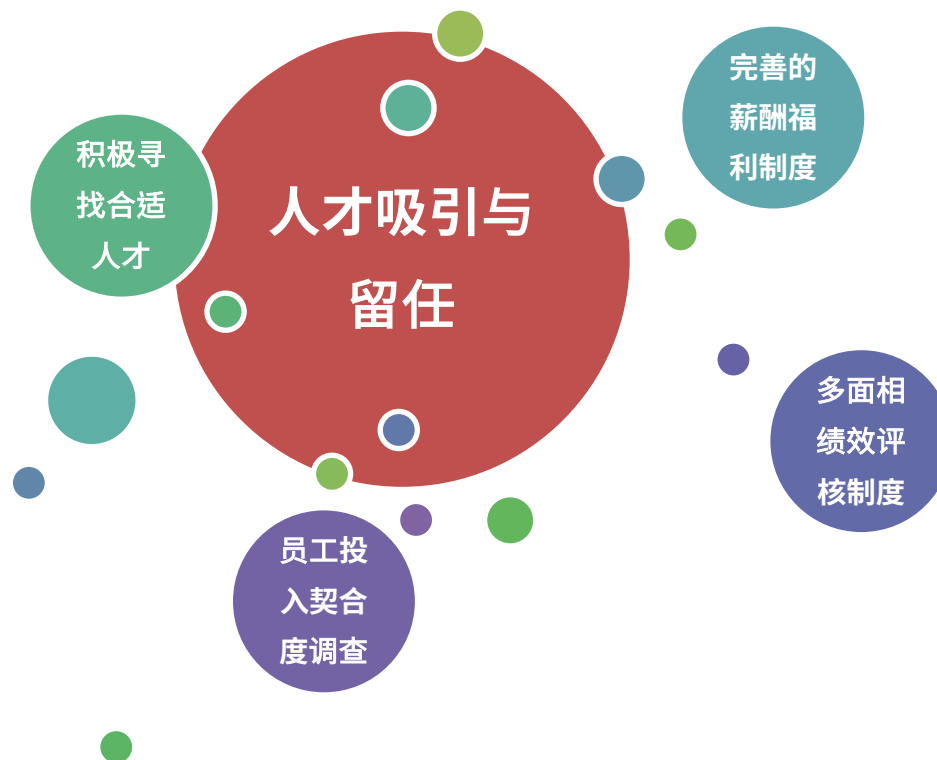 人才吸引与
留任
积极寻
找合适
人才
完善的
薪酬福
利制度
多面相
绩效评
核制度
员工投
入契合
度调查